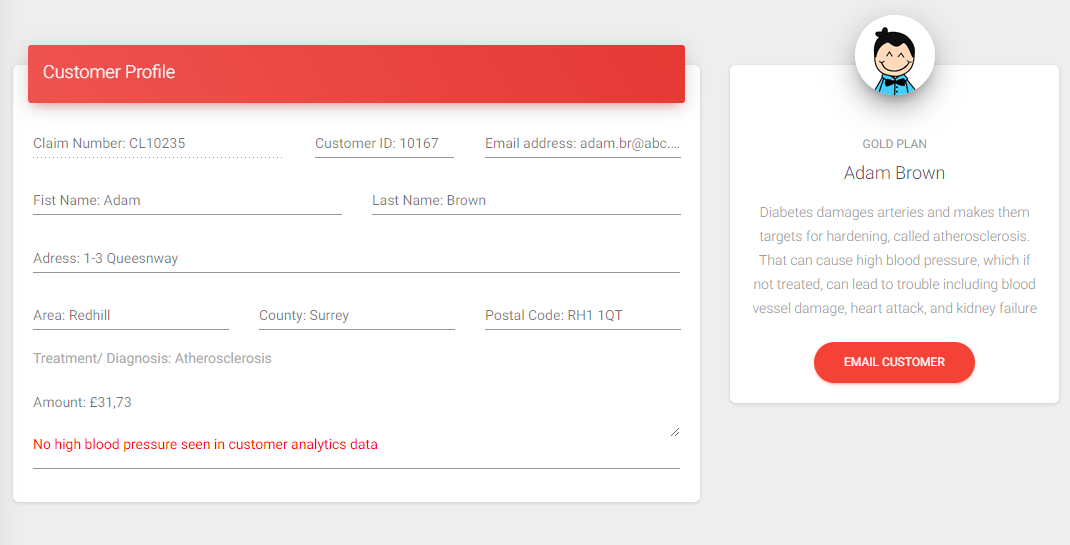 Customer Profile
Claim Number: CL10235
Customer ID: 10167
Email address: adam.br@abc....
Fist Name: Adam
Last Name: Brown
Adress: 1-3 Queesnway
Area: Redhill
County: Surrey
Postal Code: RH1 1QT
Treatment/ Diagnosis: Atherosclerosis
Amount: £31,73
No high blood pressure seen in customer analytics data
GOLD PLAN
Adam Brown
Diabetes damages arteries and makes them
targets for hardening, called atherosclerosis.
That can cause high blood pressure, which if
not treated, can lead to trouble including blood
vessel damage, heart attack, and kidney failure
EMAIL CUSTOMER